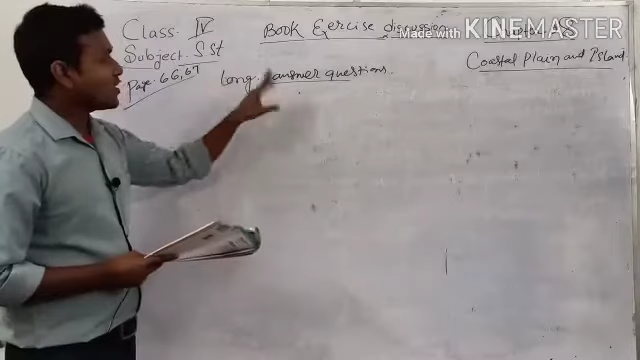 Class - IV
Subject. S.St
Page. 66,67
Book Exercise discussion
Coastal Plain and Island
Long answer questions.
Made with KINEMASTER